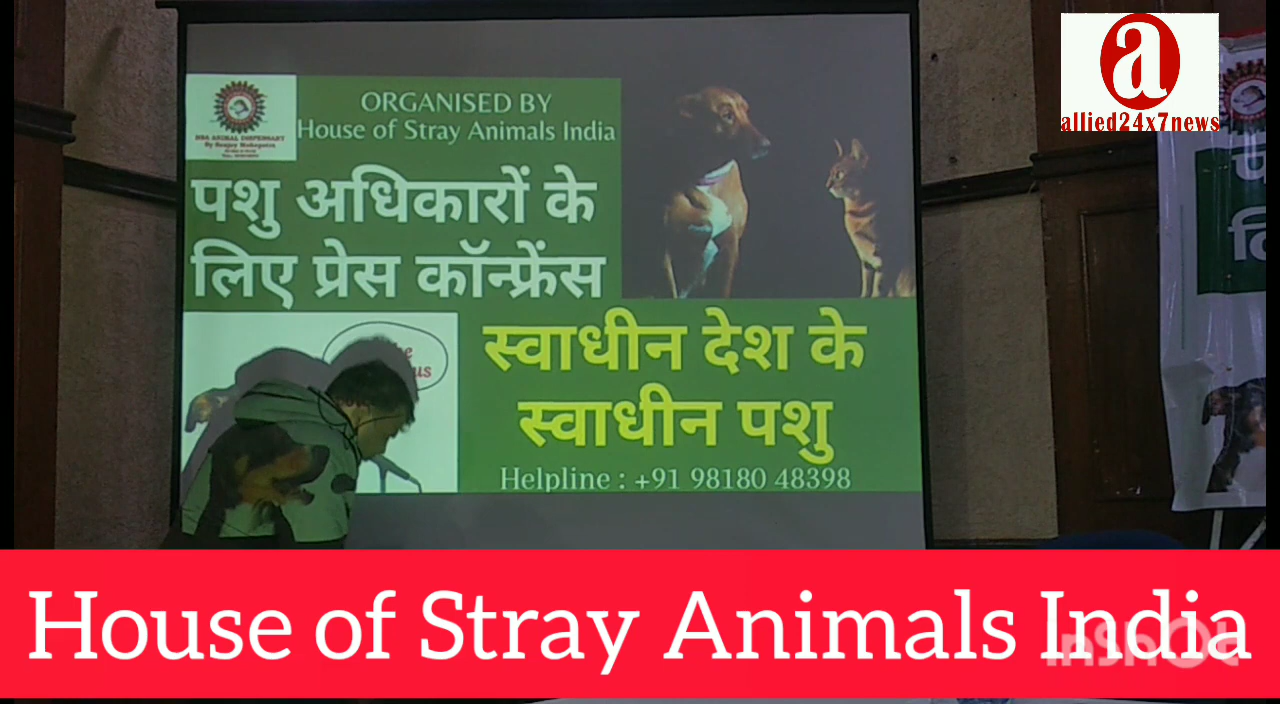 allied24x7news
ORGANISED BY
House of Stray Animals India
पशु अधिकारों के
लिए प्रेस कॉन्फ्रेंस
स्वाधीन देश के
स्वाधीन पशु
Helpline : +91 98180 48398
House of Stray Animals India
InShOt